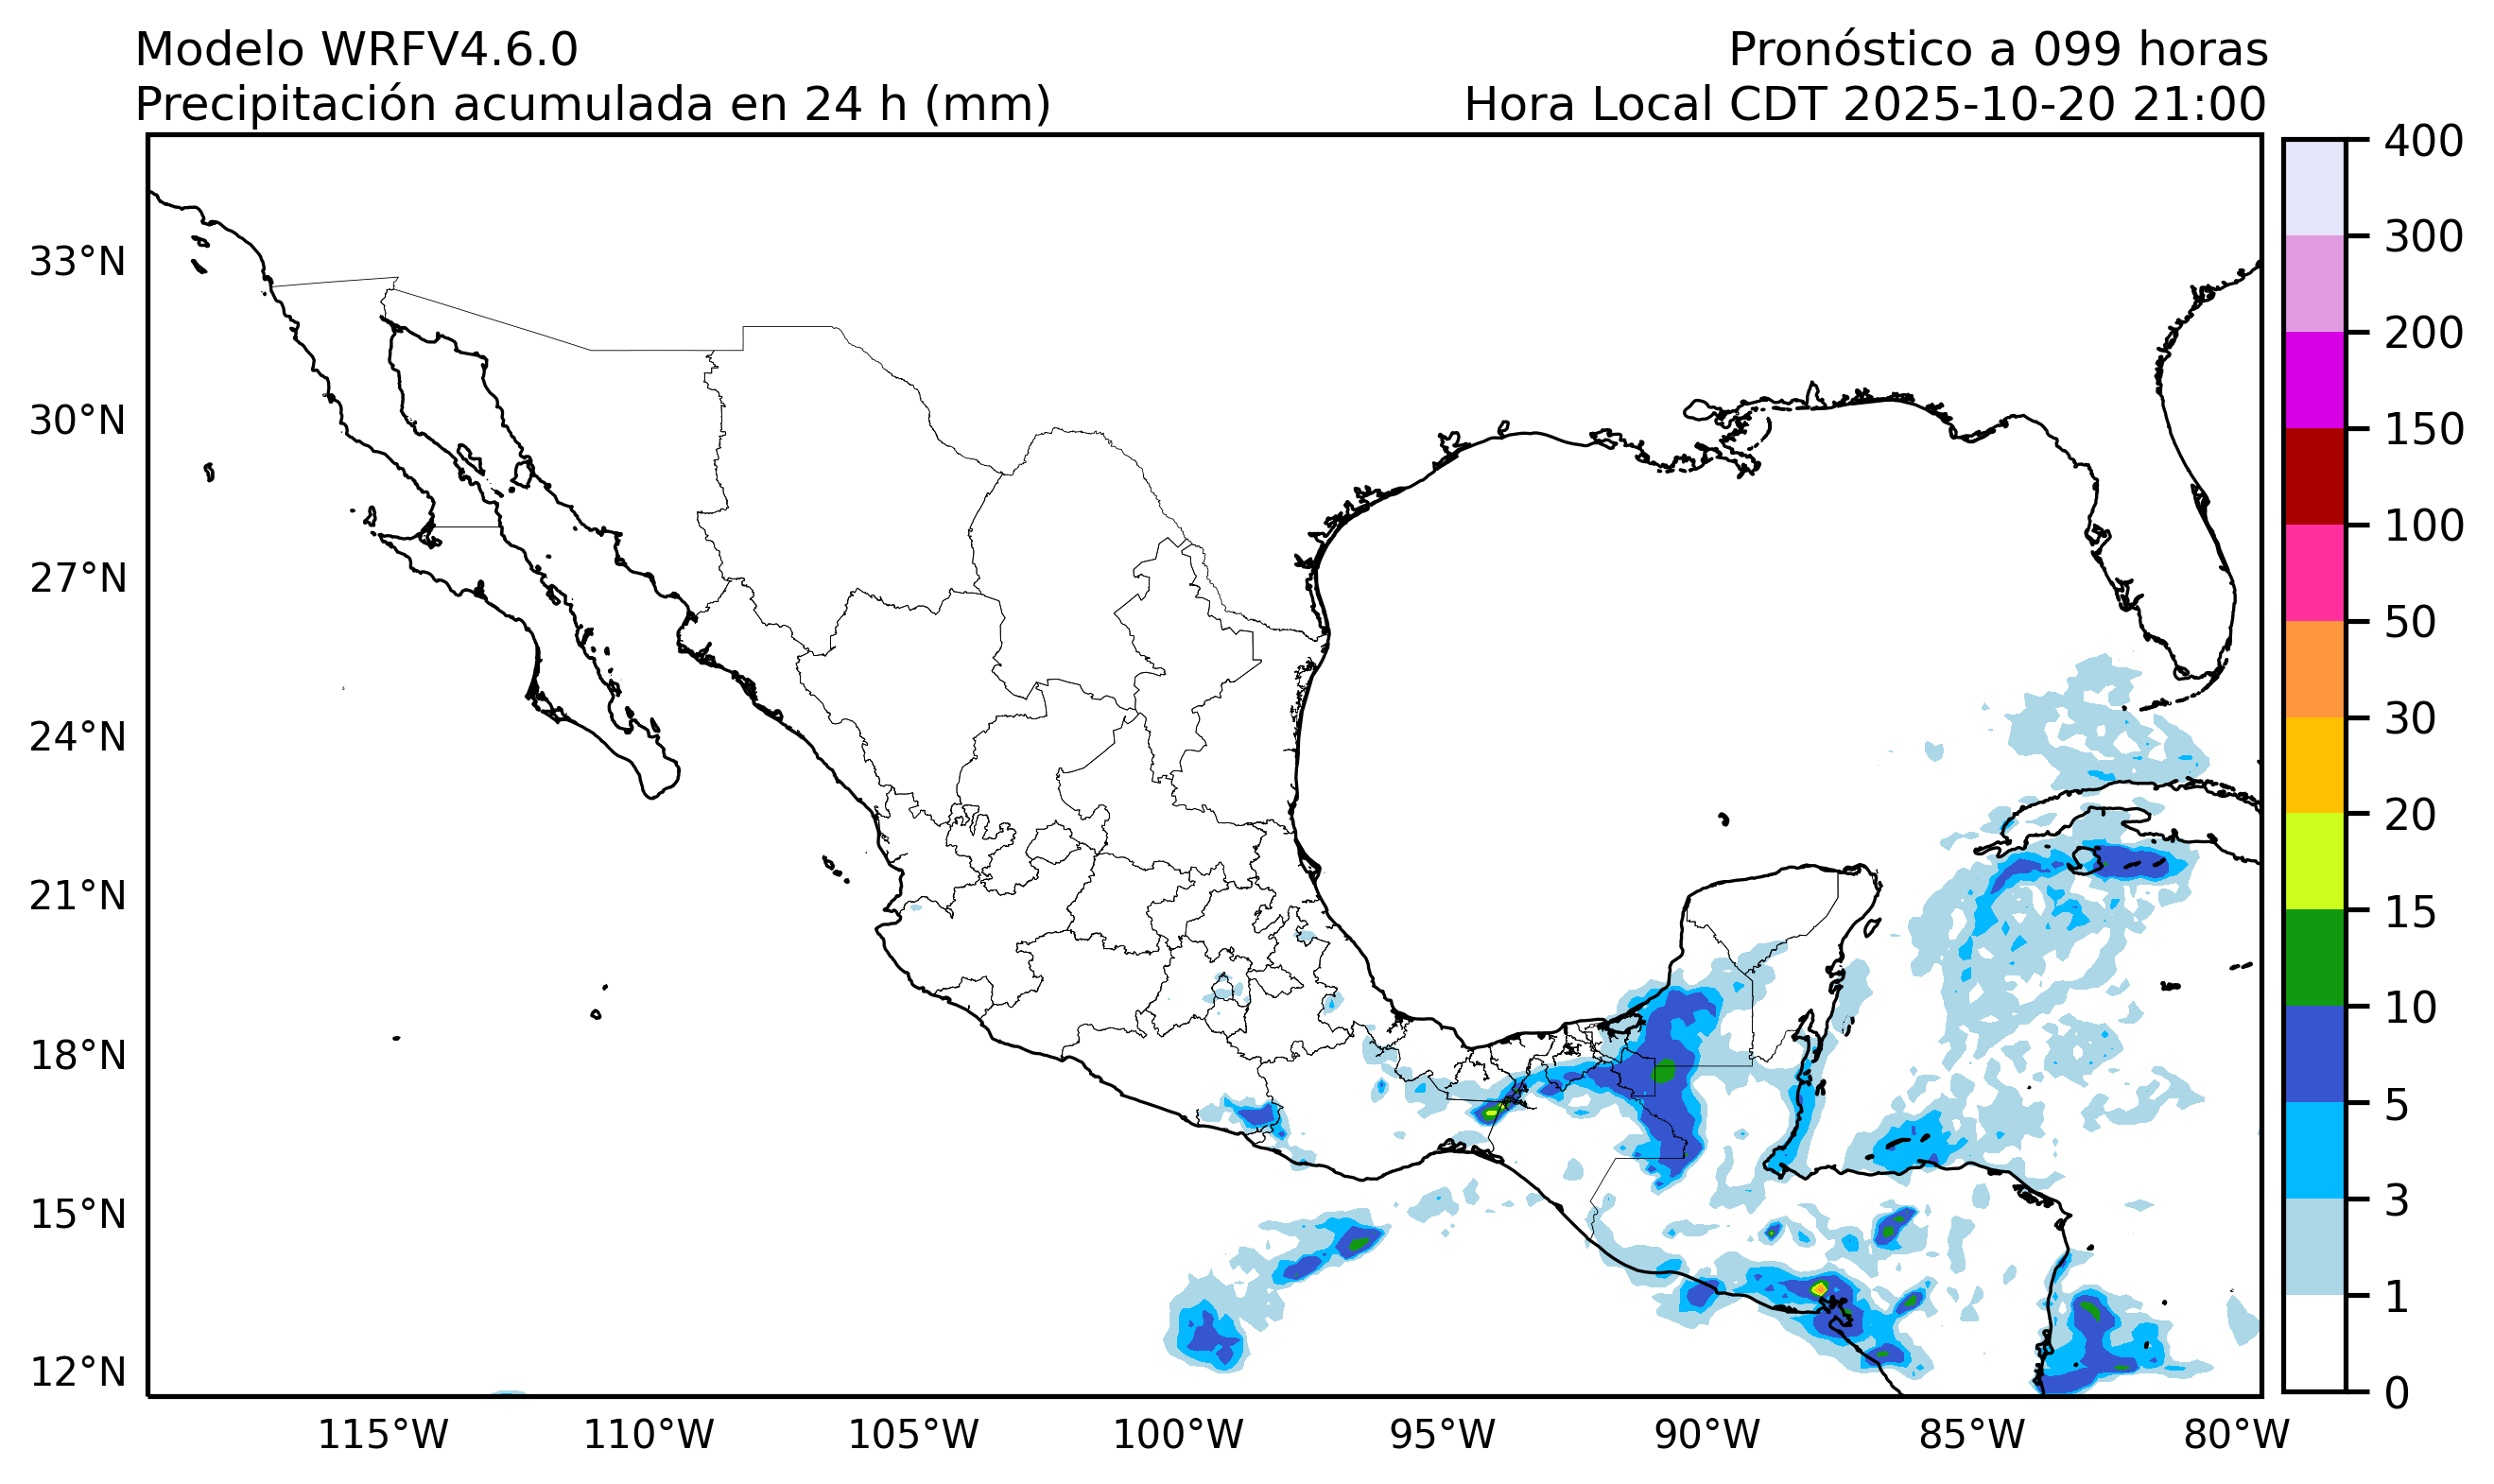 Modelo WRFV4.6.0
Pronóstico a 099 horas
Precipitación acumulada en 24 h (mm)
Hora Local CDT 2025-10-20 21:00
33°N
30°N
27°N
24°N
21°N
18°N
15°N
12°N
115°W
110°W
105°W
100°W
95°W
90°W
85°W
80°W
400
300
200
150
100
50
30
20
15
10
5
3
1
0